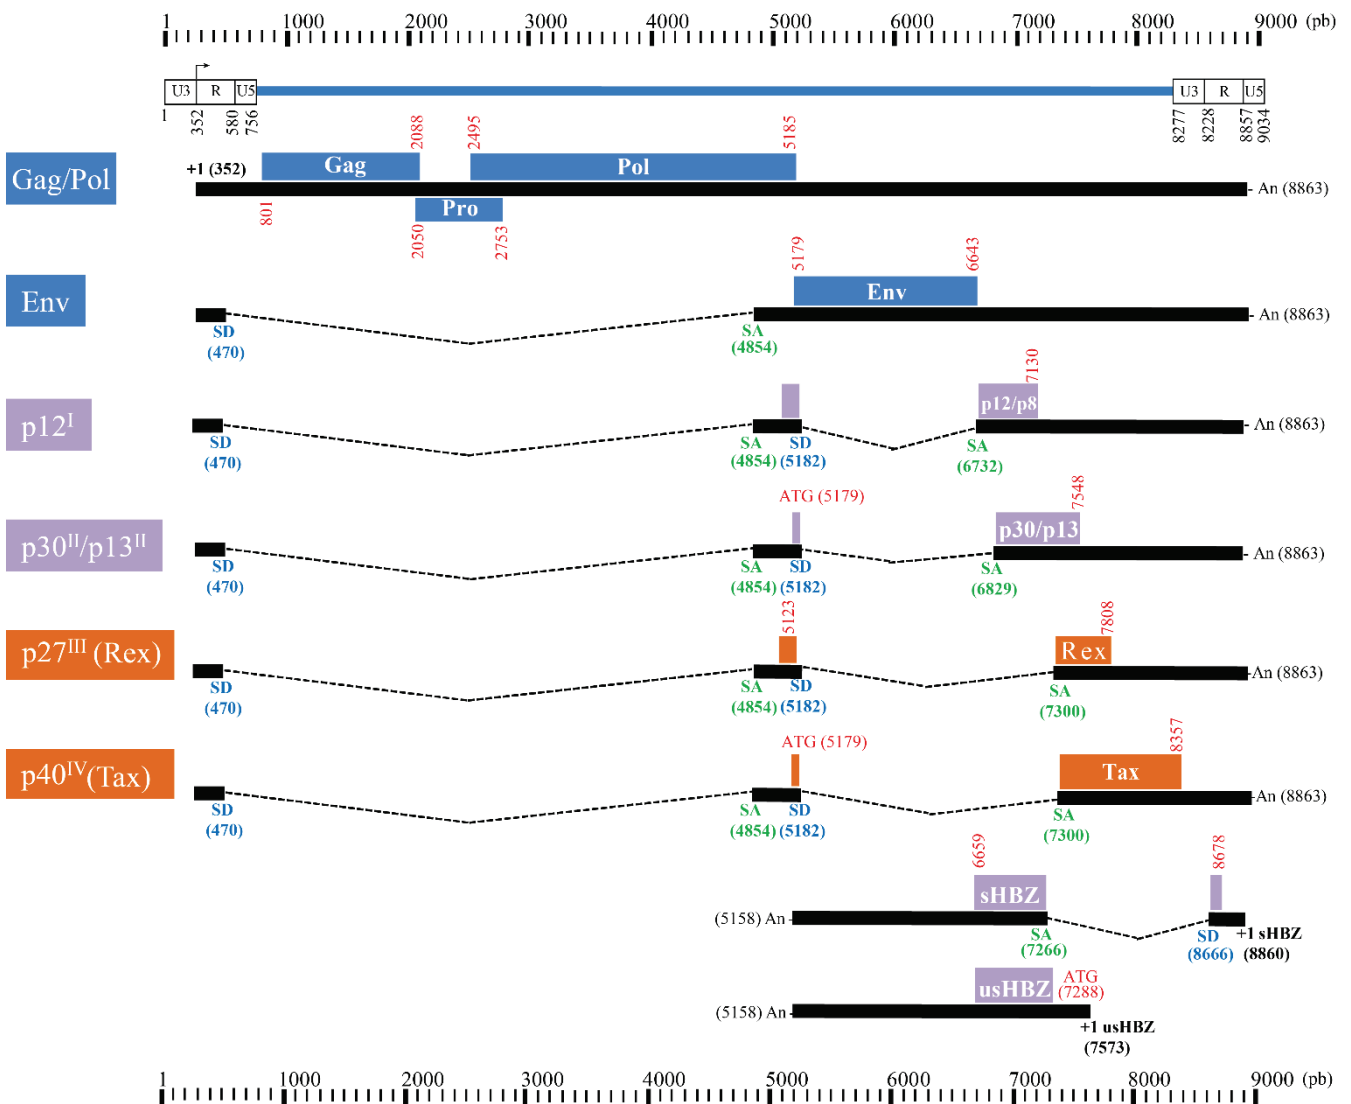 1 1000 2000 3000 4000 5000 6000 7000 8000 9000 (pb)
U3 R U5 U3 R U5
1 352 580 756 8277 8228 8857 9034
2088 2495 5185
Gag/Pol +1 (352) Gag Pol
An (8863)
801 Pro
2050 2753
5179 6643
Env Env
An (8863)
SD SA
(470) (4854)
7130
p12I p12/p8
An (8863)
SD SA SD SA
(470) (4854) (5182) (6732)
ATG (5179) 7548
p30II/p13II p30/p13
An (8863)
SD SA SD SA
(470) (4854) (5182) (6829)
5123 7808
p27III (Rex) Rex
An (8863)
SD SA SD SA
(470) (4854) (5182) (7300)
ATG (5179) 8357
p40IV(Tax) Tax
An (8863)
SD SA SD SA
(470) (4854) (5182) (7300)
6659 8678
sHBZ
(5158) An
SA SD +1 sHBZ
(7266) (8666) (8860)
usHBZ ATG
(7288)
(5158) An
+1 usHBZ
(7573)
1 1000 2000 3000 4000 5000 6000 7000 8000 9000 (pb)